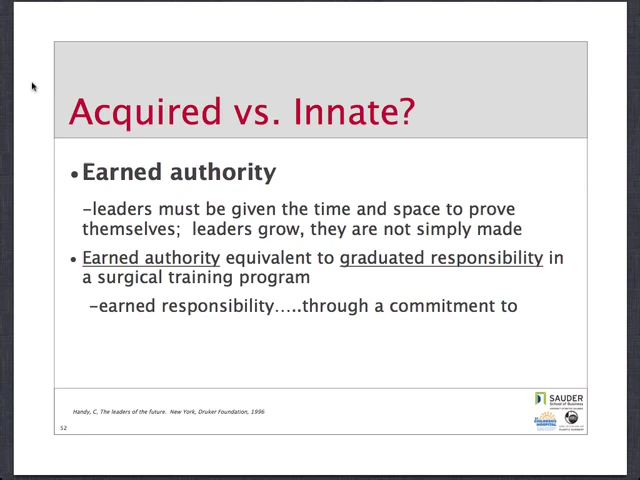 Acquired vs. Innate?
•Earned authority
–leaders must be given the time and space to prove
themselves;  leaders grow, they are not simply made
• Earned authority equivalent to graduated responsibility in
a surgical training program
–earned responsibility…..through a commitment to
Handy, C, The leaders of the future.  New York, Druker Foundation, 1996
SAUDER
School of Business
CHILDREN'S
HOSPITAL
52